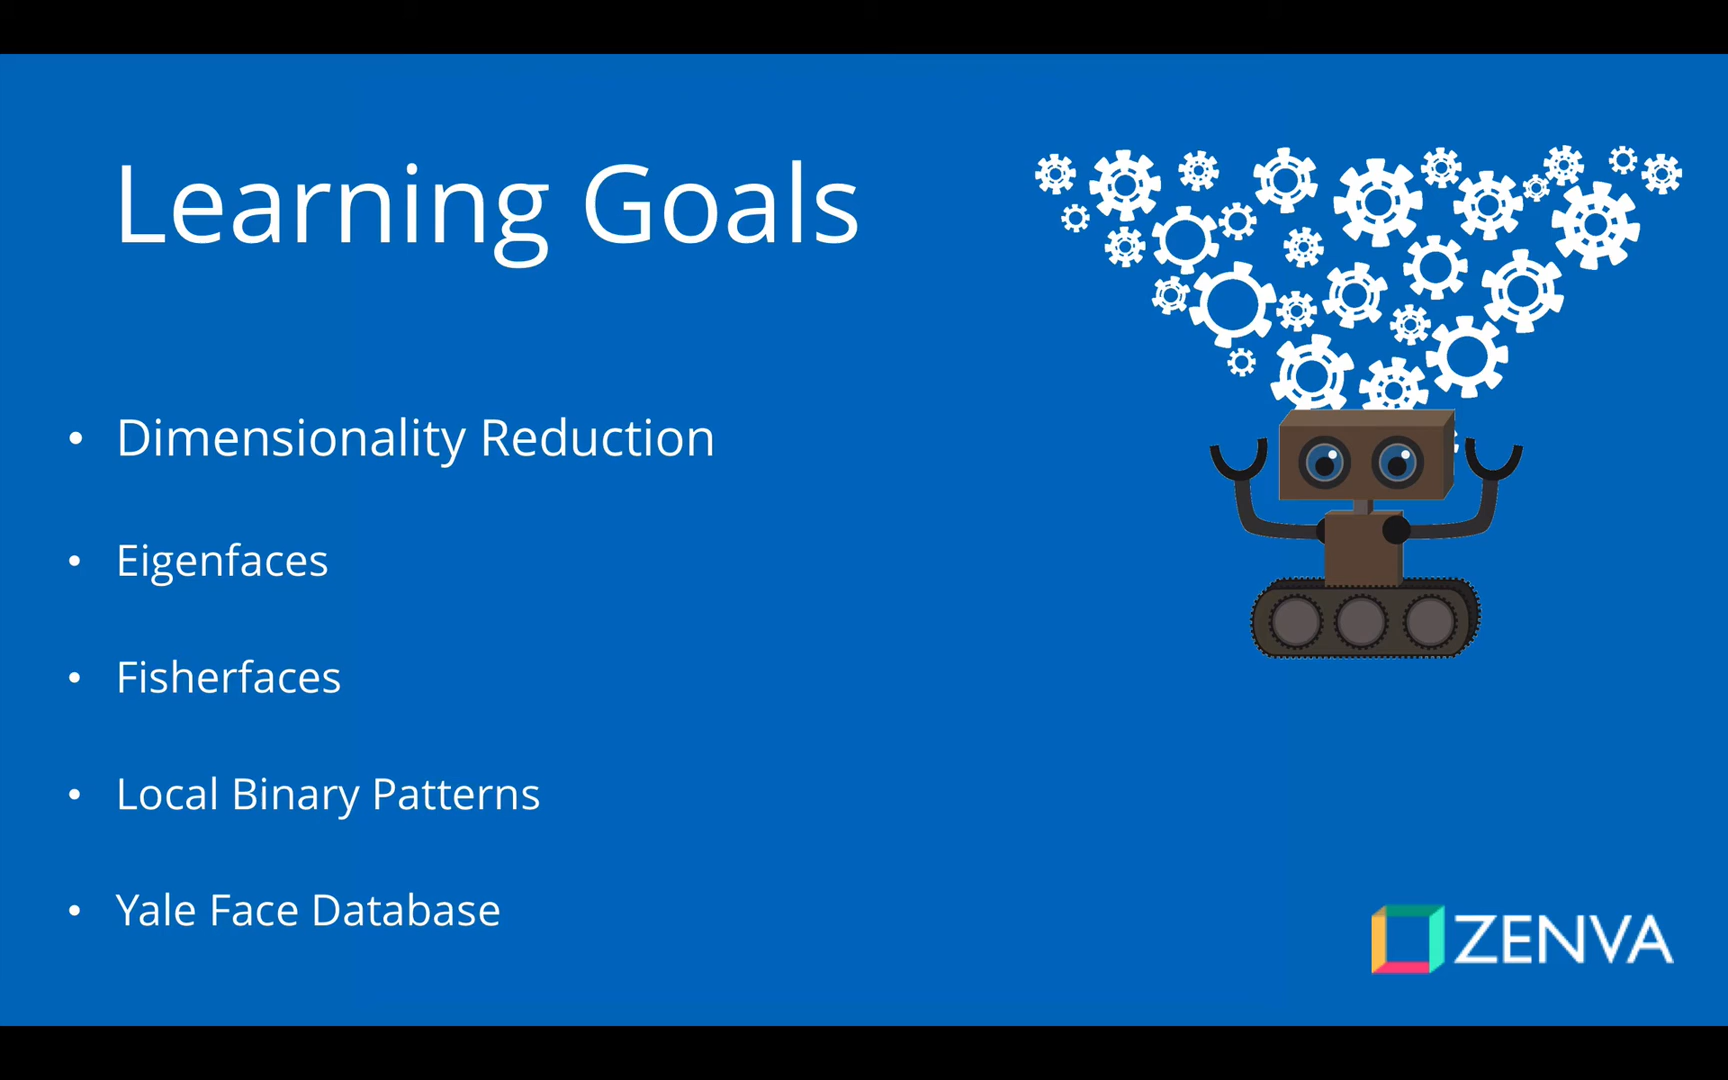 Learning Goals
• Dimensionality Reduction
• Eigenfaces
• Fisherfaces
• Local Binary Patterns
• Yale Face Database
ZENVA